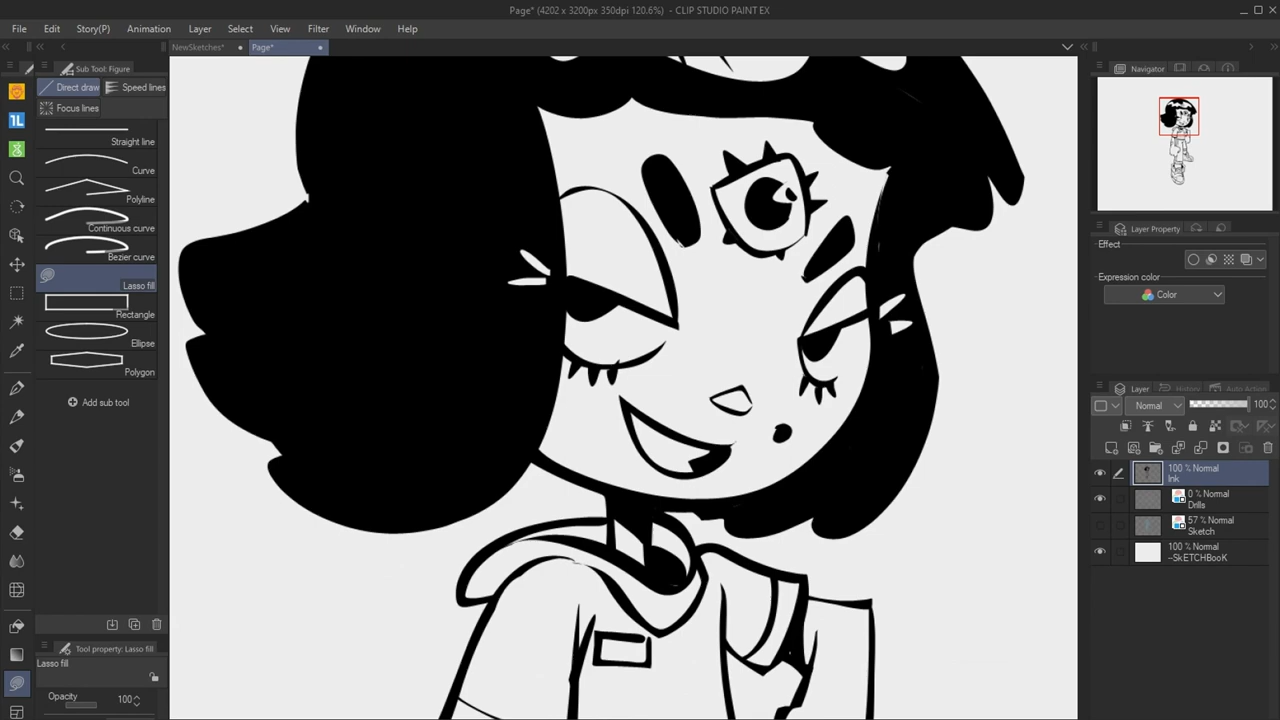 Page* (4202 x 3200px 350dpi 120.6%) - CLIP STUDIO PAINT EX
File Edit Story(P) Animation Layer Select View Filter Window Help
NewSketches* Page*
Sub Tool: Figure
Direct draw Speed lines
Focus lines
Straight line
Curve
Polyline
Continuous curve
Bezier curve
Lasso fill
Rectangle
Ellipse
Polygon
Add sub tool
Tool property: Lasso fill
Lasso fill
Opacity 100
Navigator
Layer Property
Effect
Expression color
Color
Layer History Auto Action
Normal 100
100 % Normal
Ink
0 % Normal
Drills
57 % Normal
Sketch
100 % Normal
~SkETCHBooK